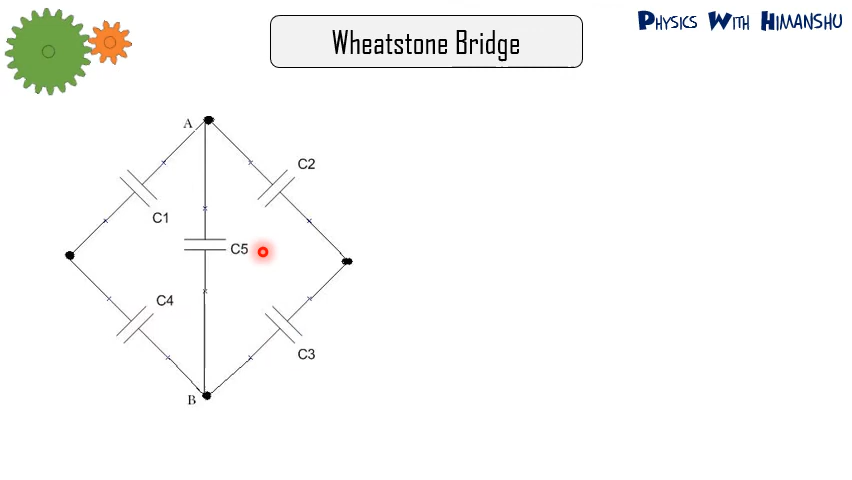 Physics With Himanshu
Wheatstone Bridge
A
C2
C1
C5
C4
C3
B